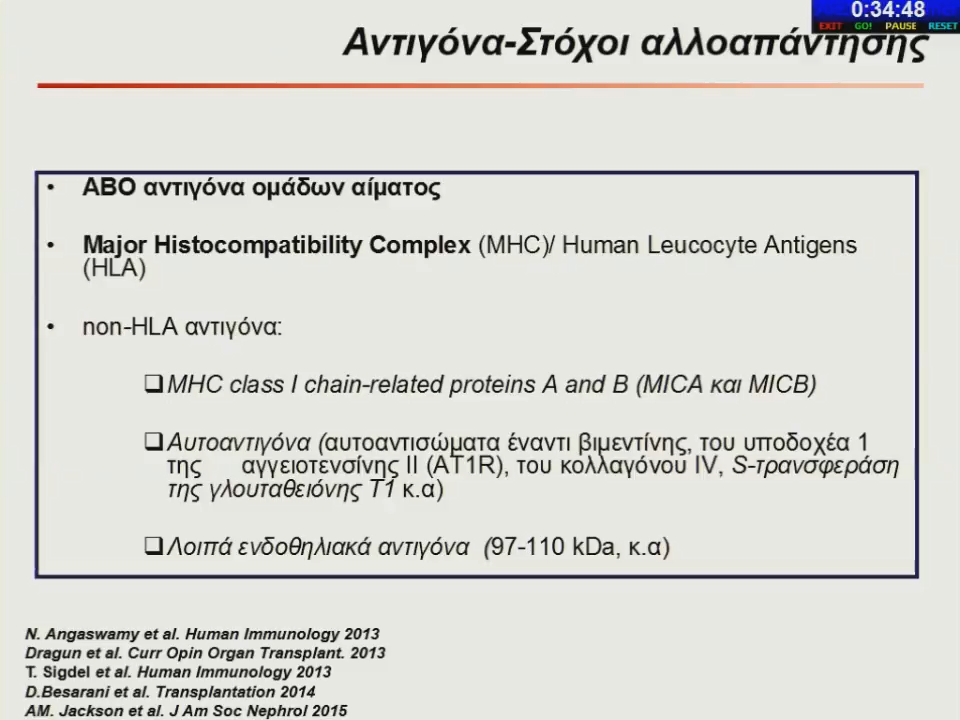 0:34:48
EXIT GO! PAUSE RESET
Αντιγόνα-Στόχοι αλλοαπάντησης
• ABO αντιγόνα ομάδων αίματος
• Major Histocompatibility Complex (MHC)/ Human Leucocyte Antigens
(HLA)
• non-HLA αντιγόνα:
❑MHC class I chain-related proteins A and B (MICA και MICB)
❑Αυτοαντιγόνα (αυτοαντισώματα έναντι βιμεντίνης, του υποδοχέα 1
της αγγειοτενσίνης II (AT1R), του κολλαγόνου IV, S-τρανσφεράση
της γλουταθειόνης T1 κ.α)
❑Λοιπά ενδοθηλιακά αντιγόνα (97-110 kDa, κ.α)
N. Angaswamy et al. Human Immunology 2013
Dragun et al. Curr Opin Organ Transplant. 2013
T. Sigdel et al. Human Immunology 2013
D.Besarani et al. Transplantation 2014
AM. Jackson et al. J Am Soc Nephrol 2015